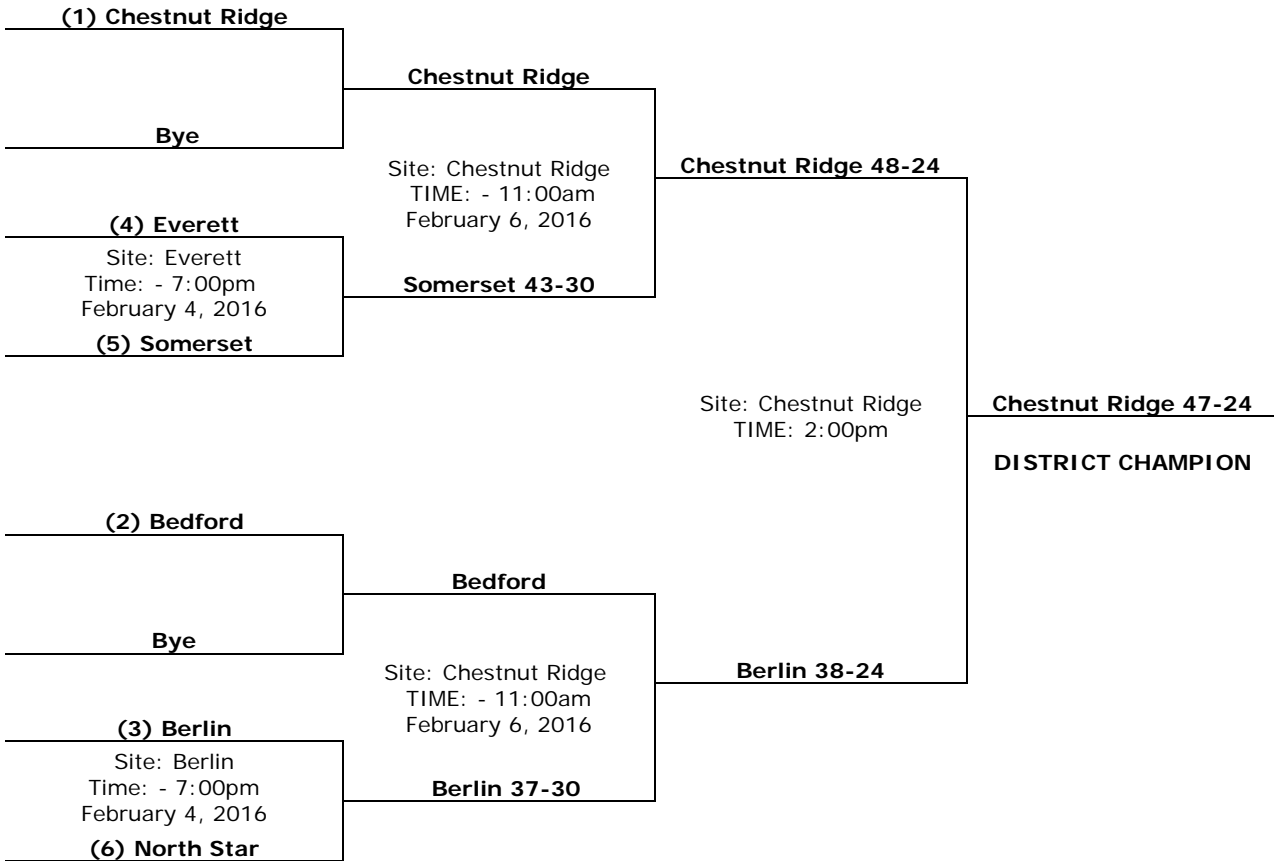 (1) Chestnut Ridge
Chestnut Ridge
Bye
Site: Chestnut Ridge
TIME: - 11:00am
February 6, 2016
Chestnut Ridge 48-24
(4) Everett
Site: Everett
Time: - 7:00pm
February 4, 2016
Somerset 43-30
(5) Somerset
Site: Chestnut Ridge
TIME: 2:00pm
Chestnut Ridge 47-24
DISTRICT CHAMPION
(2) Bedford
Bedford
Bye
Site: Chestnut Ridge
TIME: - 11:00am
February 6, 2016
Berlin 38-24
(3) Berlin
Site: Berlin
Time: - 7:00pm
February 4, 2016
Berlin 37-30
(6) North Star